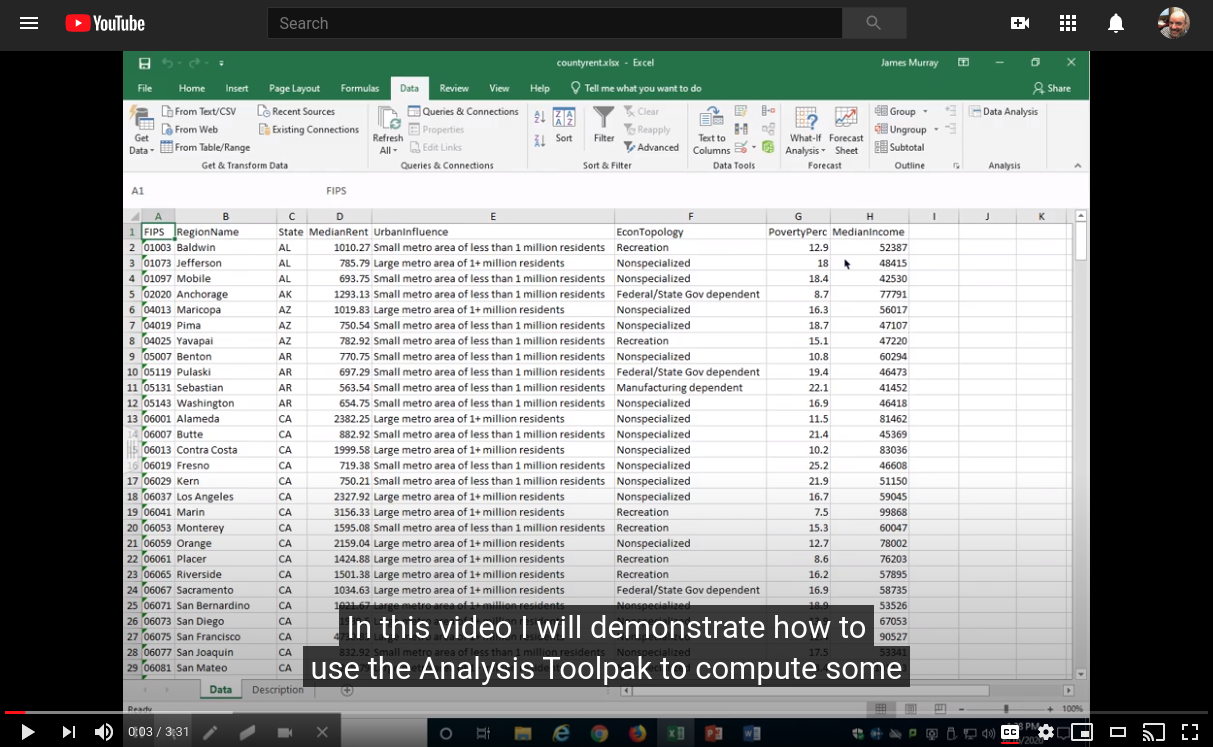 YouTube
Search
countyrent.xlsx - Excel
James Murray
File Home Insert Page Layout Formulas Data Review View Help Tell me what you want to do Share
Get Data
From Text/CSV
From Web
From Table/Range
Recent Sources
Existing Connections
Get & Transform Data
Refresh All
Queries & Connections
Properties
Edit Links
Queries & Connections
Sort
Filter
Clear
Reapply
Advanced
Sort & Filter
Text to Columns
Data Tools
What-If Analysis
Forecast Sheet
Forecast
Group
Ungroup
Subtotal
Outline
Data Analysis
Analysis
A1 FIPS
A B C D E F G H I J K
1 FIPS RegionName State MedianRent UrbanInfluence EconTopology PovertyPerc MedianIncome
2 01003 Baldwin AL 1010.27 Small metro area of less than 1 million residents Recreation 12.9 52387
3 01073 Jefferson AL 785.79 Large metro area of 1+ million residents Nonspecialized 18 48415
4 01097 Mobile AL 693.75 Small metro area of less than 1 million residents Nonspecialized 18.4 42530
5 02020 Anchorage AK 1293.13 Small metro area of less than 1 million residents Federal/State Gov dependent 8.7 77791
6 04013 Maricopa AZ 1019.83 Large metro area of 1+ million residents Nonspecialized 16.3 56017
7 04019 Pima AZ 750.54 Small metro area of less than 1 million residents Nonspecialized 18.7 47107
8 04025 Yavapai AZ 782.92 Small metro area of less than 1 million residents Recreation 15.1 47220
9 05007 Benton AR 770.75 Small metro area of less than 1 million residents Nonspecialized 10.8 60294
10 05119 Pulaski AR 697.29 Small metro area of less than 1 million residents Federal/State Gov dependent 19.4 46473
11 05131 Sebastian AR 563.54 Small metro area of less than 1 million residents Manufacturing dependent 22.1 41452
12 05143 Washington AR 654.75 Small metro area of less than 1 million residents Nonspecialized 16.9 46418
13 06001 Alameda CA 2382.25 Large metro area of 1+ million residents Nonspecialized 11.5 81462
14 06007 Butte CA 882.92 Small metro area of less than 1 million residents Nonspecialized 21.4 45369
15 06013 Contra Costa CA 1999.58 Large metro area of 1+ million residents Nonspecialized 10.2 83036
16 06019 Fresno CA 719.38 Small metro area of less than 1 million residents Nonspecialized 25.2 46608
17 06029 Kern CA 750.21 Small metro area of less than 1 million residents Nonspecialized 21.9 51150
18 06037 Los Angeles CA 2327.92 Large metro area of 1+ million residents Nonspecialized 16.7 59045
19 06041 Marin CA 3156.33 Large metro area of 1+ million residents Recreation 7.5 99868
20 06053 Monterey CA 1595.08 Small metro area of less than 1 million residents Recreation 15.3 60047
21 06059 Orange CA 2159.04 Large metro area of 1+ million residents Nonspecialized 12.7 78002
22 06061 Placer CA 1424.88 Large metro area of 1+ million residents Recreation 8.6 76203
23 06065 Riverside CA 1501.38 Large metro area of 1+ million residents Recreation 16.2 57895
24 06067 Sacramento CA 1034.63 Large metro area of 1+ million residents Federal/State Gov dependent 16.9 58735
25 06071 San Bernardino CA 1021.67 Large metro area of 1+ million residents Nonspecialized 18.9 53526
26 06073 San Diego CA 67053
27 06075 San Francisco CA 90527
28 06077 San Joaquin CA 17.5 53341
29 06081 San Mateo CA
In this video I will demonstrate how to
use the Analysis Toolpak to compute some
Data Description
Ready 100%
0:03 / 3:31